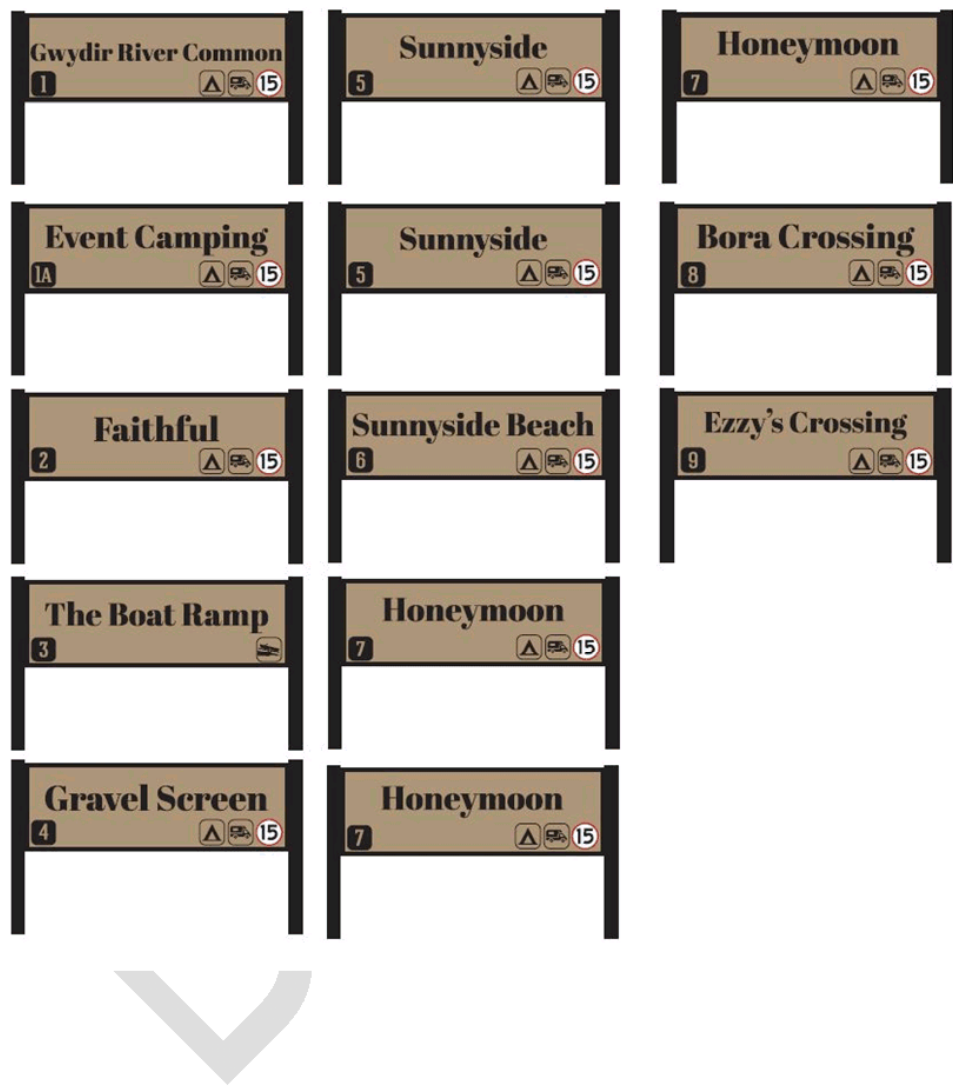 Gwydir River Common
1 15
Event Camping
1A 15
Faithful
2 15
The Boat Ramp
3
Gravel Screen
4 15
Sunnyside
5 15
Sunnyside
5 15
Sunnyside Beach
6 15
Honeymoon
7 15
Honeymoon
7 15
Honeymoon
7 15
Bora Crossing
8 15
Ezzy’s Crossing
9 15